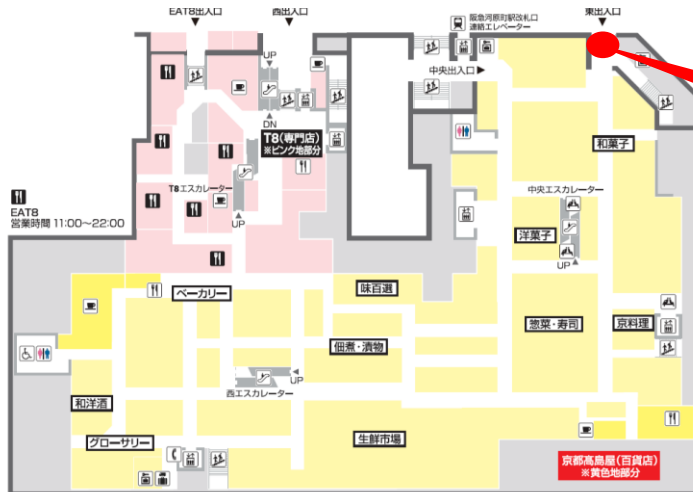 EAT8出入口
西出入口
阪急河原町駅改札口
連絡エレベーター
東出入口
中央出入口
UP
DN
T8(専門店)
※ピンク地部分
和菓子
EAT8
営業時間 11:00〜22:00
T8エスカレーター
UP
中央エスカレーター
洋菓子
UP
ベーカリー
味百選
惣菜・寿司
京料理
佃煮・漬物
UP
西エスカレーター
和洋酒
グローサリー
生鮮市場
京都高島屋(百貨店)
※黄色地部分